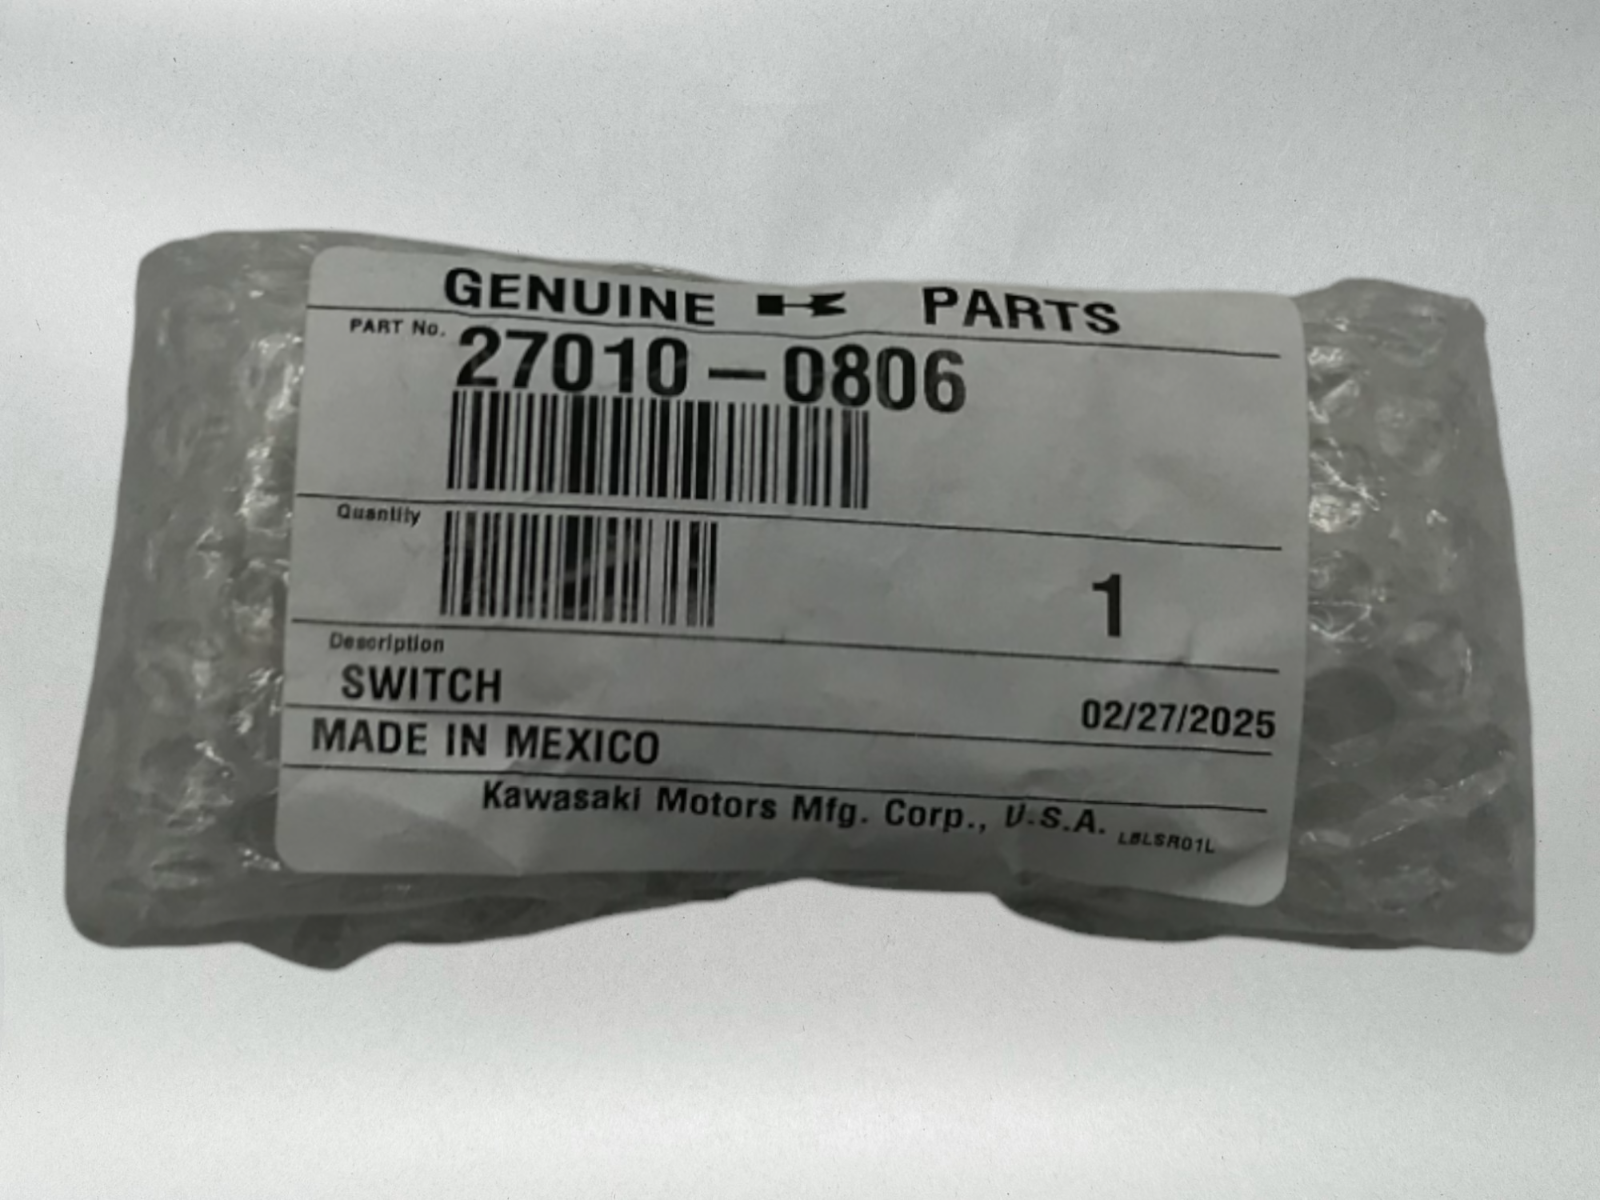 GENUINE PARTS
PART No. 27010-0806
Quantity
1
Description
SWITCH
02/27/2025
MADE IN MEXICO
Kawasaki Motors Mfg. Corp., U.S.A. LBLSR01L